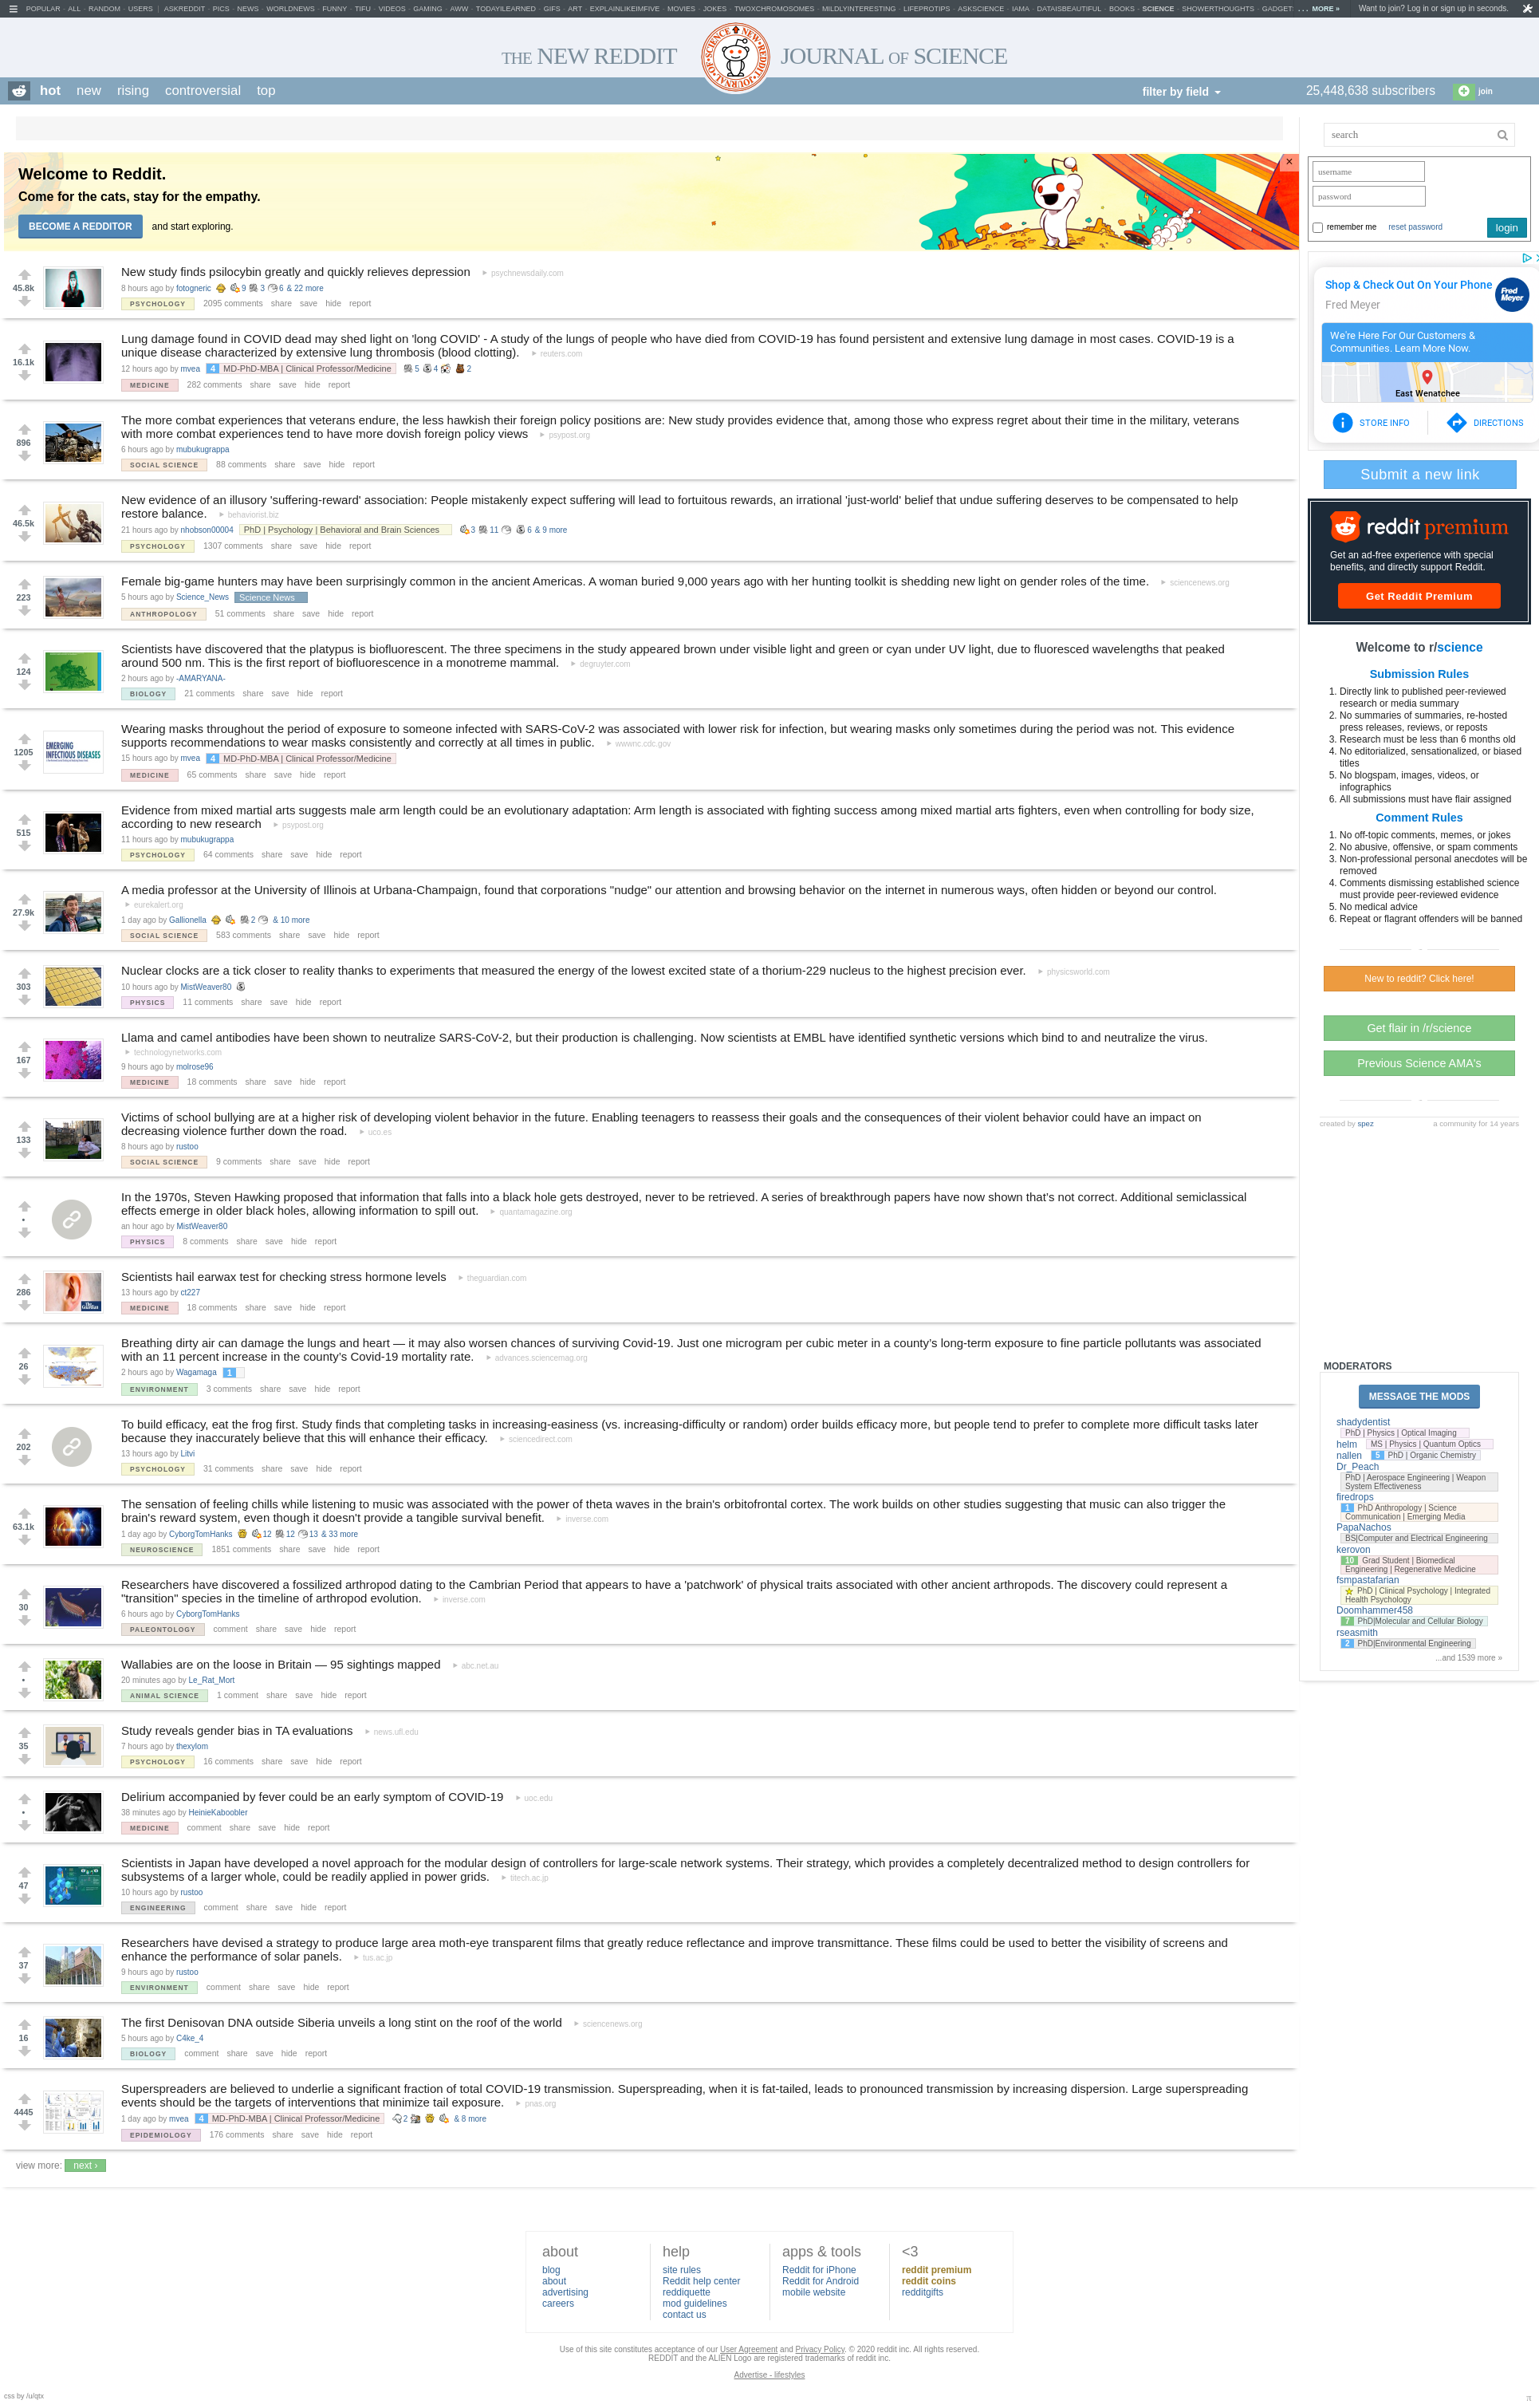 POPULAR - ALL - RANDOM - USERS | ASKREDDIT - PICS - NEWS - WORLDNEWS - FUNNY - TIFU - VIDEOS - GAMING - AWW - TODAYILEARNED - GIFS - ART - EXPLAINLIKEIMFIVE - MOVIES - JOKES - TWOXCHROMOSOMES - MILDLYINTERESTING - LIFEPROTIPS - ASKSCIENCE - IAMA - DATAISBEAUTIFUL - BOOKS - SCIENCE - SHOWERTHOUGHTS - GADGET ... MORE »
Want to join? Log in or sign up in seconds.
THE NEW REDDIT JOURNAL OF SCIENCE
hot new rising controversial top
filter by field
25,448,638 subscribers join
Welcome to Reddit.
Come for the cats, stay for the empathy.
BECOME A REDDITOR and start exploring.
45.8k
New study finds psilocybin greatly and quickly relieves depression psychnewsdaily.com
8 hours ago by fotogneric 9 3 6 & 22 more
PSYCHOLOGY 2095 comments share save hide report
16.1k
Lung damage found in COVID dead may shed light on 'long COVID' - A study of the lungs of people who have died from COVID-19 has found persistent and extensive lung damage in most cases. COVID-19 is a
unique disease characterized by extensive lung thrombosis (blood clotting). reuters.com
12 hours ago by mvea 4 MD-PhD-MBA | Clinical Professor/Medicine 5 4 2
MEDICINE 282 comments share save hide report
896
The more combat experiences that veterans endure, the less hawkish their foreign policy positions are: New study provides evidence that, among those who express regret about their time in the military, veterans
with more combat experiences tend to have more dovish foreign policy views psypost.org
6 hours ago by mubukugrappa
SOCIAL SCIENCE 88 comments share save hide report
46.5k
New evidence of an illusory 'suffering-reward' association: People mistakenly expect suffering will lead to fortuitous rewards, an irrational 'just-world' belief that undue suffering deserves to be compensated to help
restore balance. behaviorist.biz
21 hours ago by nhobson00004 PhD | Psychology | Behavioral and Brain Sciences 3 11 6 & 9 more
PSYCHOLOGY 1307 comments share save hide report
223
Female big-game hunters may have been surprisingly common in the ancient Americas. A woman buried 9,000 years ago with her hunting toolkit is shedding new light on gender roles of the time. sciencenews.org
5 hours ago by Science_News Science News
ANTHROPOLOGY 51 comments share save hide report
124
Scientists have discovered that the platypus is biofluorescent. The three specimens in the study appeared brown under visible light and green or cyan under UV light, due to fluoresced wavelengths that peaked
around 500 nm. This is the first report of biofluorescence in a monotreme mammal. degruyter.com
2 hours ago by -AMARYANA-
BIOLOGY 21 comments share save hide report
1205
EMERGING INFECTIOUS DISEASES
Wearing masks throughout the period of exposure to someone infected with SARS-CoV-2 was associated with lower risk for infection, but wearing masks only sometimes during the period was not. This evidence
supports recommendations to wear masks consistently and correctly at all times in public. wwwnc.cdc.gov
15 hours ago by mvea 4 MD-PhD-MBA | Clinical Professor/Medicine
MEDICINE 65 comments share save hide report
515
Evidence from mixed martial arts suggests male arm length could be an evolutionary adaptation: Arm length is associated with fighting success among mixed martial arts fighters, even when controlling for body size,
according to new research psypost.org
11 hours ago by mubukugrappa
PSYCHOLOGY 64 comments share save hide report
27.9k
A media professor at the University of Illinois at Urbana-Champaign, found that corporations "nudge" our attention and browsing behavior on the internet in numerous ways, often hidden or beyond our control.
eurekalert.org
1 day ago by Gallionella 2 & 10 more
SOCIAL SCIENCE 583 comments share save hide report
303
Nuclear clocks are a tick closer to reality thanks to experiments that measured the energy of the lowest excited state of a thorium-229 nucleus to the highest precision ever. physicsworld.com
10 hours ago by MistWeaver80
PHYSICS 11 comments share save hide report
167
Llama and camel antibodies have been shown to neutralize SARS-CoV-2, but their production is challenging. Now scientists at EMBL have identified synthetic versions which bind to and neutralize the virus.
technologynetworks.com
9 hours ago by molrose96
MEDICINE 18 comments share save hide report
133
Victims of school bullying are at a higher risk of developing violent behavior in the future. Enabling teenagers to reassess their goals and the consequences of their violent behavior could have an impact on
decreasing violence further down the road. uco.es
8 hours ago by rustoo
SOCIAL SCIENCE 9 comments share save hide report
•
In the 1970s, Steven Hawking proposed that information that falls into a black hole gets destroyed, never to be retrieved. A series of breakthrough papers have now shown that's not correct. Additional semiclassical
effects emerge in older black holes, allowing information to spill out. quantamagazine.org
an hour ago by MistWeaver80
PHYSICS 8 comments share save hide report
286
Scientists hail earwax test for checking stress hormone levels theguardian.com
13 hours ago by ct227
MEDICINE 18 comments share save hide report
26
Breathing dirty air can damage the lungs and heart — it may also worsen chances of surviving Covid-19. Just one microgram per cubic meter in a county's long-term exposure to fine particle pollutants was associated
with an 11 percent increase in the county's Covid-19 mortality rate. advances.sciencemag.org
2 hours ago by Wagamaga 1
ENVIRONMENT 3 comments share save hide report
202
To build efficacy, eat the frog first. Study finds that completing tasks in increasing-easiness (vs. increasing-difficulty or random) order builds efficacy more, but people tend to prefer to complete more difficult tasks later
because they inaccurately believe that this will enhance their efficacy. sciencedirect.com
13 hours ago by Litvi
PSYCHOLOGY 31 comments share save hide report
63.1k
The sensation of feeling chills while listening to music was associated with the power of theta waves in the brain's orbitofrontal cortex. The work builds on other studies suggesting that music can also trigger the
brain's reward system, even though it doesn't provide a tangible survival benefit. inverse.com
1 day ago by CyborgTomHanks 12 12 13 & 33 more
NEUROSCIENCE 1851 comments share save hide report
30
Researchers have discovered a fossilized arthropod dating to the Cambrian Period that appears to have a 'patchwork' of physical traits associated with other ancient arthropods. The discovery could represent a
"transition" species in the timeline of arthropod evolution. inverse.com
6 hours ago by CyborgTomHanks
PALEONTOLOGY comment share save hide report
•
Wallabies are on the loose in Britain — 95 sightings mapped abc.net.au
20 minutes ago by Le_Rat_Mort
ANIMAL SCIENCE 1 comment share save hide report
35
Study reveals gender bias in TA evaluations news.ufl.edu
7 hours ago by thexylom
PSYCHOLOGY 16 comments share save hide report
•
Delirium accompanied by fever could be an early symptom of COVID-19 uoc.edu
38 minutes ago by HeinieKaboobler
MEDICINE comment share save hide report
47
Scientists in Japan have developed a novel approach for the modular design of controllers for large-scale network systems. Their strategy, which provides a completely decentralized method to design controllers for
subsystems of a larger whole, could be readily applied in power grids. titech.ac.jp
10 hours ago by rustoo
ENGINEERING comment share save hide report
37
Researchers have devised a strategy to produce large area moth-eye transparent films that greatly reduce reflectance and improve transmittance. These films could be used to better the visibility of screens and
enhance the performance of solar panels. tus.ac.jp
9 hours ago by rustoo
ENVIRONMENT comment share save hide report
16
The first Denisovan DNA outside Siberia unveils a long stint on the roof of the world sciencenews.org
5 hours ago by C4ke_4
BIOLOGY comment share save hide report
4445
Superspreaders are believed to underlie a significant fraction of total COVID-19 transmission. Superspreading, when it is fat-tailed, leads to pronounced transmission by increasing dispersion. Large superspreading
events should be the targets of interventions that minimize tail exposure. pnas.org
1 day ago by mvea 4 MD-PhD-MBA | Clinical Professor/Medicine 2 & 8 more
EPIDEMIOLOGY 176 comments share save hide report
view more: next ›
search
username
password
remember me reset password login
Shop & Check Out On Your Phone
Fred Meyer
Fred Meyer
We're Here For Our Customers &
Communities. Learn More Now.
East Wenatchee
STORE INFO DIRECTIONS
Submit a new link
reddit premium
Get an ad-free experience with special
benefits, and directly support Reddit.
Get Reddit Premium
Welcome to r/science
Submission Rules
1. Directly link to published peer-reviewed
research or media summary
2. No summaries of summaries, re-hosted
press releases, reviews, or reposts
3. Research must be less than 6 months old
4. No editorialized, sensationalized, or biased
titles
5. No blogspam, images, videos, or
infographics
6. All submissions must have flair assigned
Comment Rules
1. No off-topic comments, memes, or jokes
2. No abusive, offensive, or spam comments
3. Non-professional personal anecdotes will be
removed
4. Comments dismissing established science
must provide peer-reviewed evidence
5. No medical advice
6. Repeat or flagrant offenders will be banned
New to reddit? Click here!
Get flair in /r/science
Previous Science AMA's
created by spez a community for 14 years
MODERATORS
MESSAGE THE MODS
shadydentist
PhD | Physics | Optical Imaging
helm MS | Physics | Quantum Optics
nallen 5 PhD | Organic Chemistry
Dr_Peach
PhD | Aerospace Engineering | Weapon
System Effectiveness
firedrops
1 PhD Anthropology | Science
Communication | Emerging Media
PapaNachos
BS|Computer and Electrical Engineering
kerovon
10 Grad Student | Biomedical
Engineering | Regenerative Medicine
fsmpastafarian
PhD | Clinical Psychology | Integrated
Health Psychology
Doomhammer458
7 PhD|Molecular and Cellular Biology
rseasmith
2 PhD|Environmental Engineering
...and 1539 more »
about
blog
about
advertising
careers
help
site rules
Reddit help center
reddiquette
mod guidelines
contact us
apps & tools
Reddit for iPhone
Reddit for Android
mobile website
<3
reddit premium
reddit coins
redditgifts
Use of this site constitutes acceptance of our User Agreement and Privacy Policy. © 2020 reddit inc. All rights reserved.
REDDIT and the ALIEN Logo are registered trademarks of reddit inc.
Advertise - lifestyles
css by /u/qtx
π